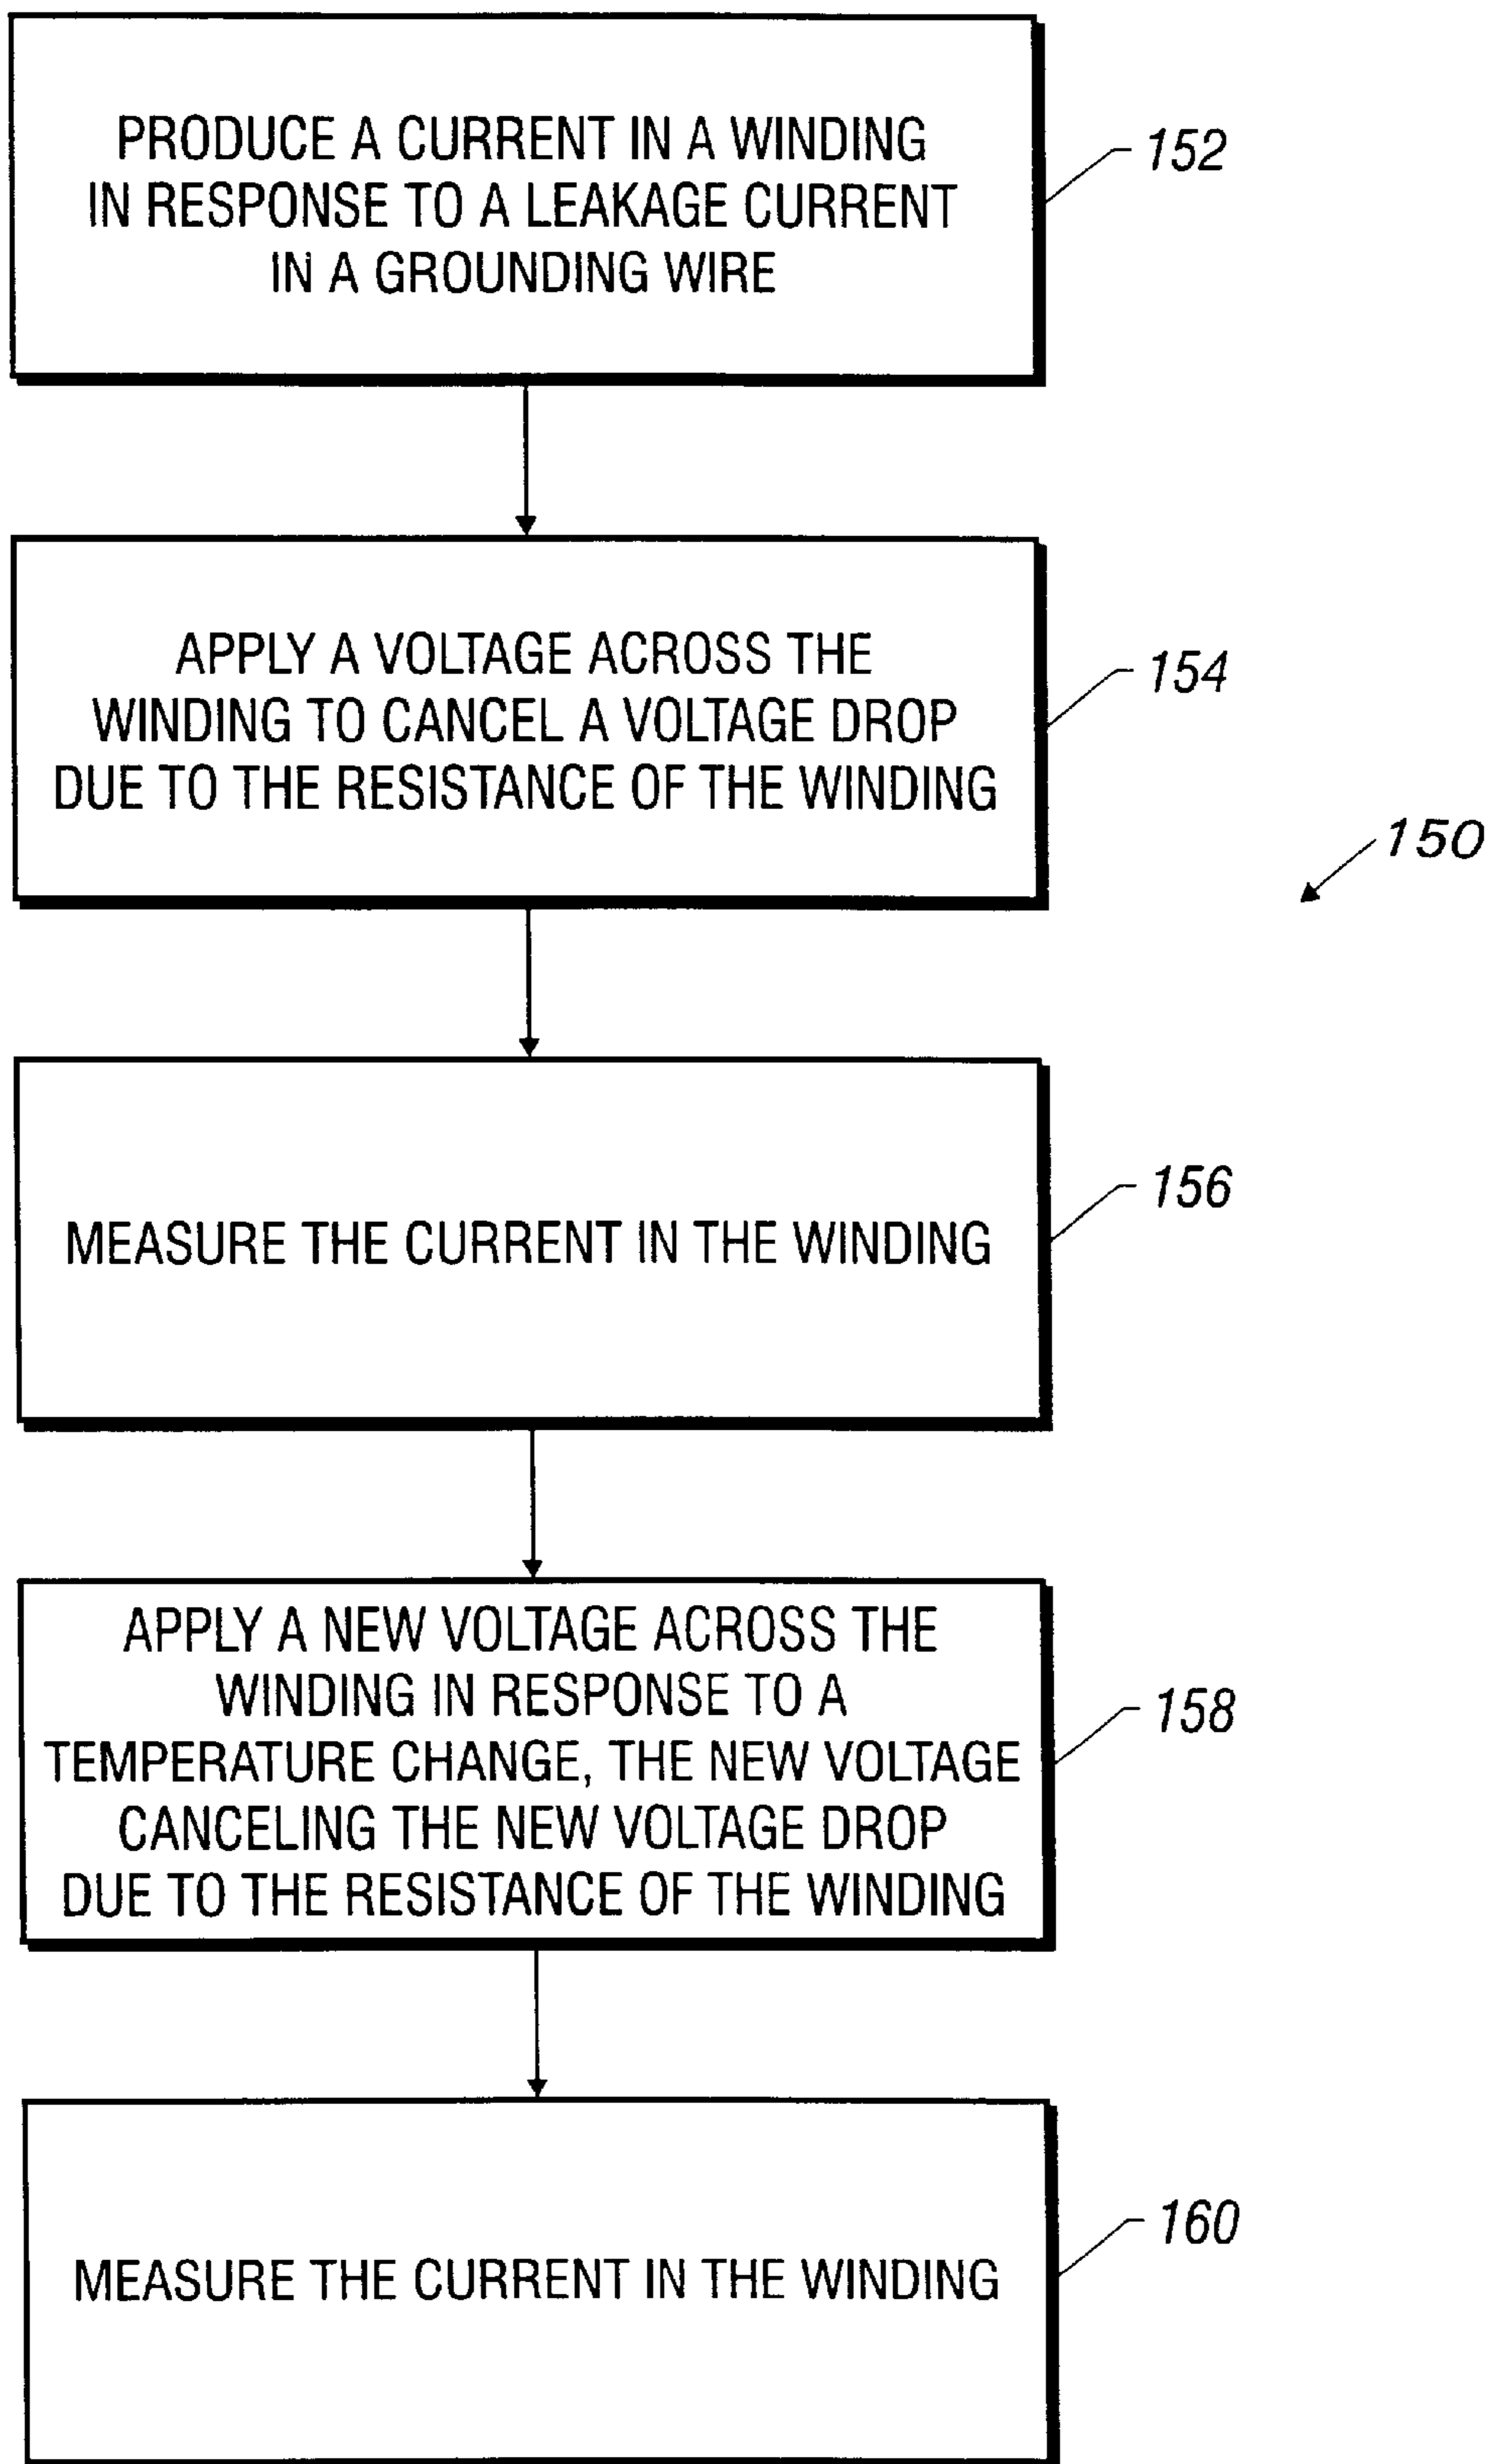 PRODUCE A CURRENT IN A WINDING
IN RESPONSE TO A LEAKAGE CURRENT
IN A GROUNDING WIRE
152
APPLY A VOLTAGE ACROSS THE
WINDING TO CANCEL A VOLTAGE DROP
DUE TO THE RESISTANCE OF THE WINDING
154
150
MEASURE THE CURRENT IN THE WINDING
156
APPLY A NEW VOLTAGE ACROSS THE
WINDING IN RESPONSE TO A
TEMPERATURE CHANGE, THE NEW VOLTAGE
CANCELING THE NEW VOLTAGE DROP
DUE TO THE RESISTANCE OF THE WINDING
158
MEASURE THE CURRENT IN THE WINDING
160